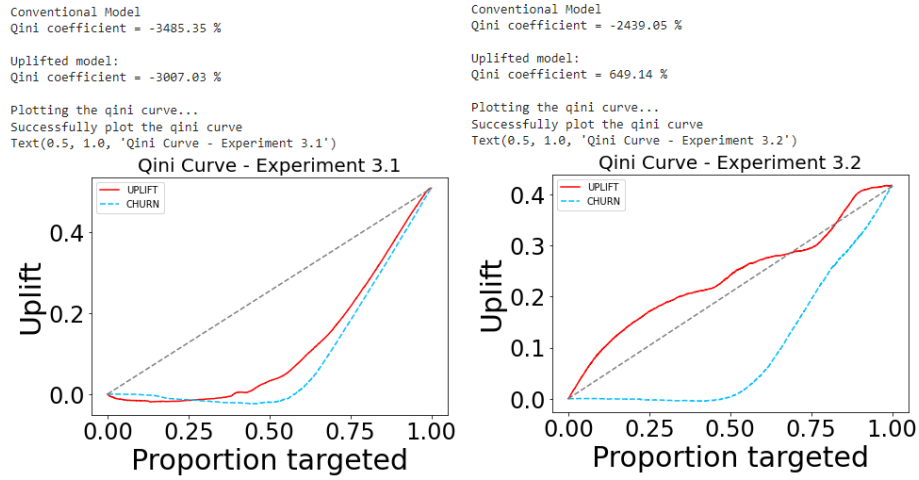 Conventional Model
Qini coefficient = -3485.35 %
Uplifted model:
Qini coefficient = -3007.03 %
Plotting the qini curve...
Successfully plot the qini curve
Text(0.5, 1.0, 'Qini Curve - Experiment 3.1')
Qini Curve - Experiment 3.1
UPLIFT
CHURN
Uplift
0.4
0.2
0.0
0.00 0.25 0.50 0.75 1.00
Proportion targeted
Conventional Model
Qini coefficient = -2439.05 %
Uplifted model:
Qini coefficient = 649.14 %
Plotting the qini curve...
Successfully plot the qini curve
Text(0.5, 1.0, 'Qini Curve - Experiment 3.2')
Qini Curve - Experiment 3.2
UPLIFT
CHURN
Uplift
0.4
0.3
0.2
0.1
0.0
0.00 0.25 0.50 0.75 1.00
Proportion targeted